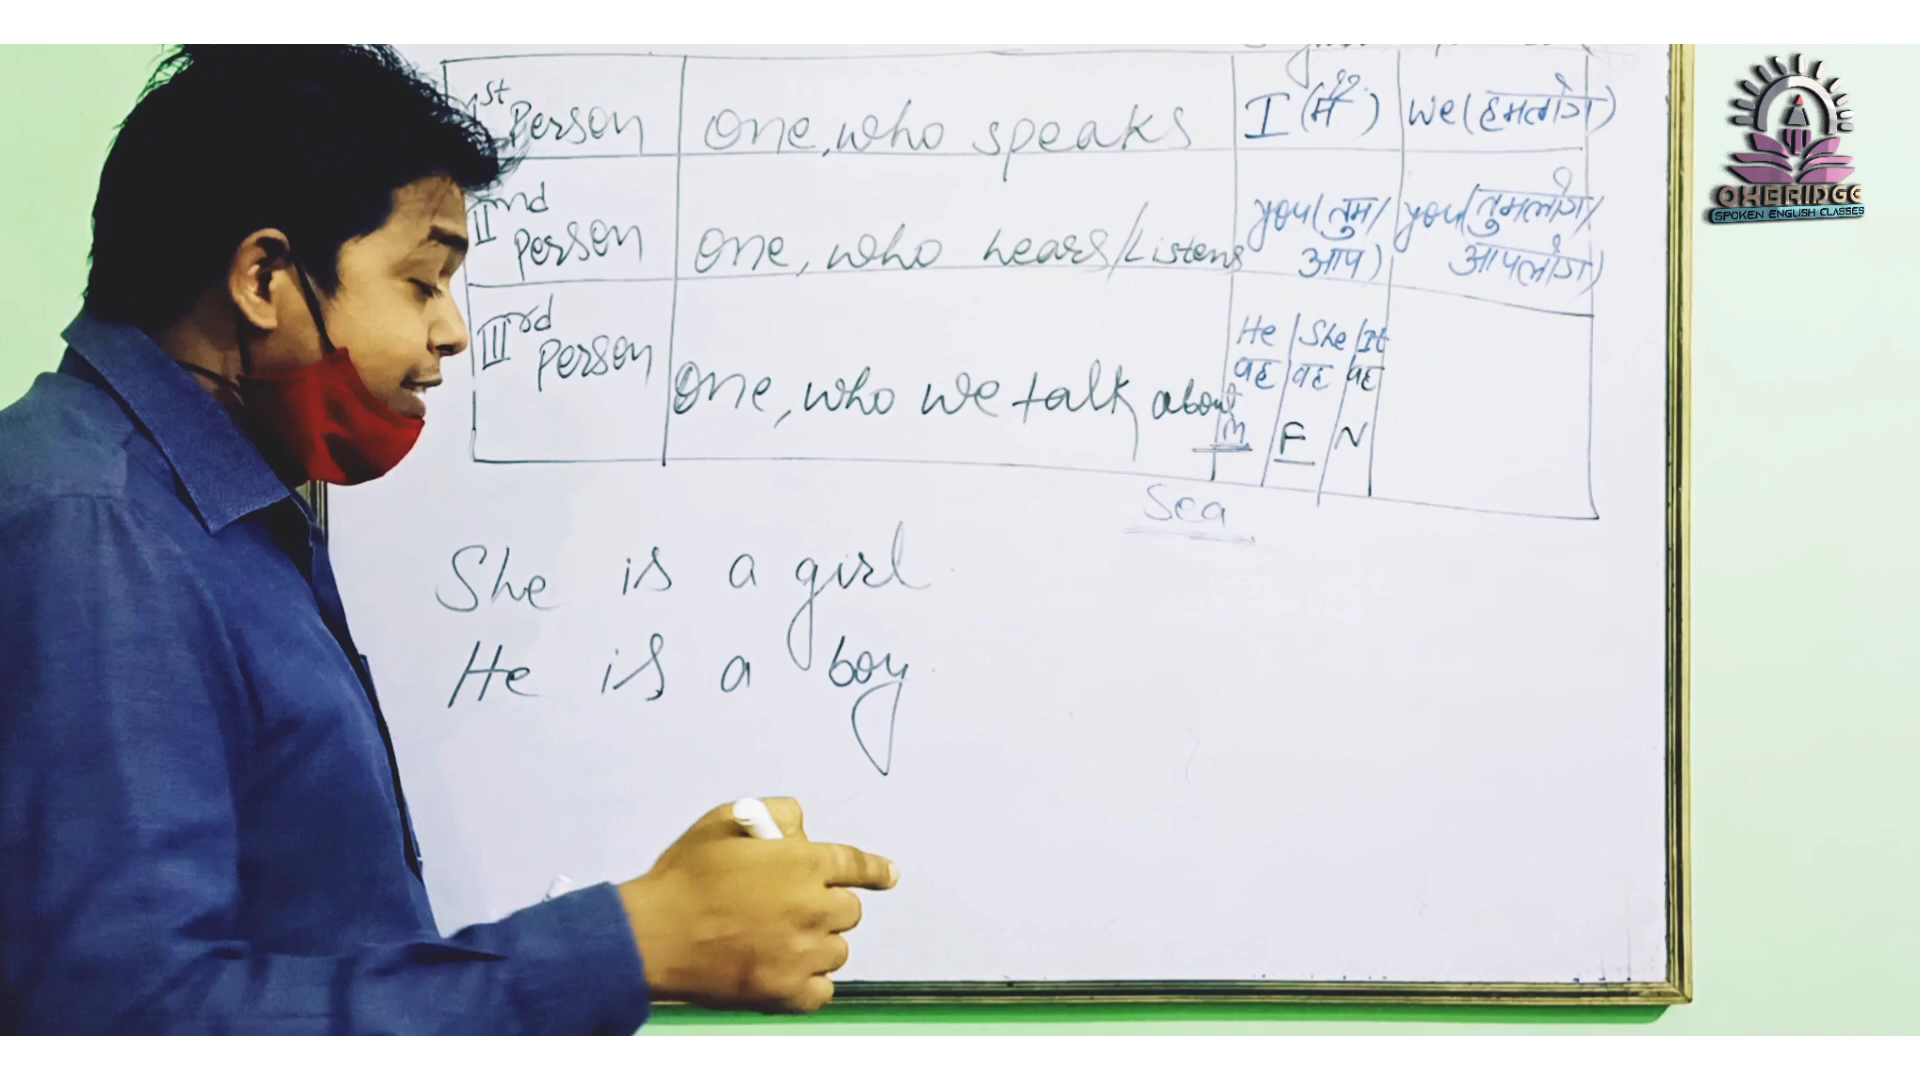 1st Person One, who speaks I (मैं) We (हमलोग)
IInd Person One, who hears/Listens you (तुम/ आप) you (तुमलोग/ आपलोग)
IIIrd Person One, who we talk about He वह M She वह F It वह N
Sea
She is a girl
He is a boy
OXBRIDGE
SPOKEN ENGLISH CLASSES